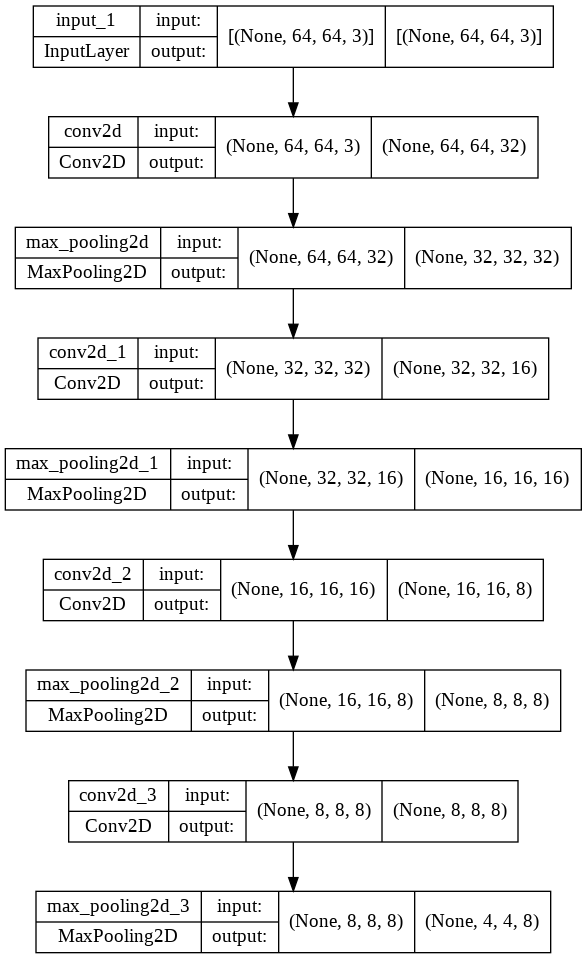 input_1 input: [(None, 64, 64, 3)] [(None, 64, 64, 3)]
InputLayer output:
conv2d input: (None, 64, 64, 3) (None, 64, 64, 32)
Conv2D output:
max_pooling2d input: (None, 64, 64, 32) (None, 32, 32, 32)
MaxPooling2D output:
conv2d_1 input: (None, 32, 32, 32) (None, 32, 32, 16)
Conv2D output:
max_pooling2d_1 input: (None, 32, 32, 16) (None, 16, 16, 16)
MaxPooling2D output:
conv2d_2 input: (None, 16, 16, 16) (None, 16, 16, 8)
Conv2D output:
max_pooling2d_2 input: (None, 16, 16, 8) (None, 8, 8, 8)
MaxPooling2D output:
conv2d_3 input: (None, 8, 8, 8) (None, 8, 8, 8)
Conv2D output:
max_pooling2d_3 input: (None, 8, 8, 8) (None, 4, 4, 8)
MaxPooling2D output: